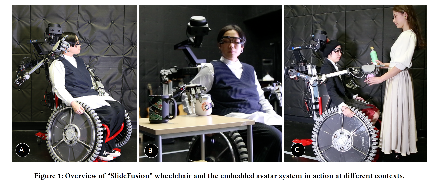 A
B
C
Figure 1: Overview of "SlideFusion" wheelchair and the embedded avatar system in action at different contexts.